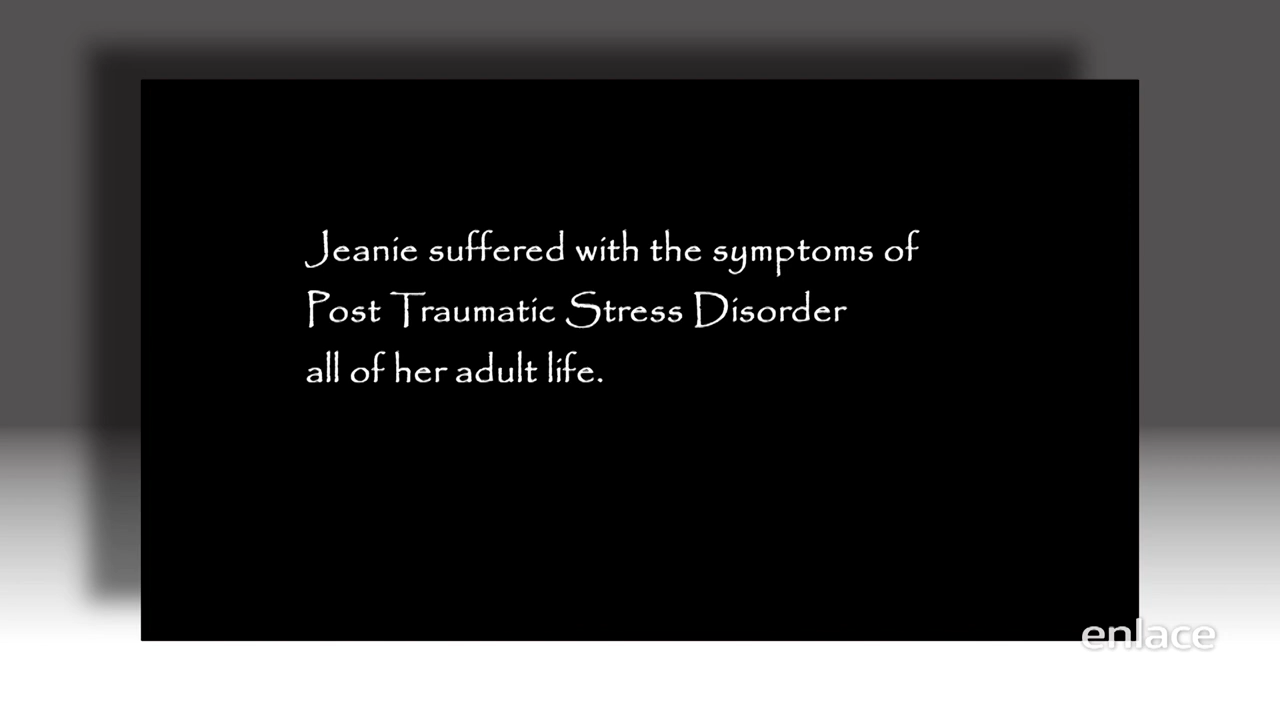 Jeanie suffered with the symptoms of
Post Traumatic Stress Disorder
all of her adult life.
enlace